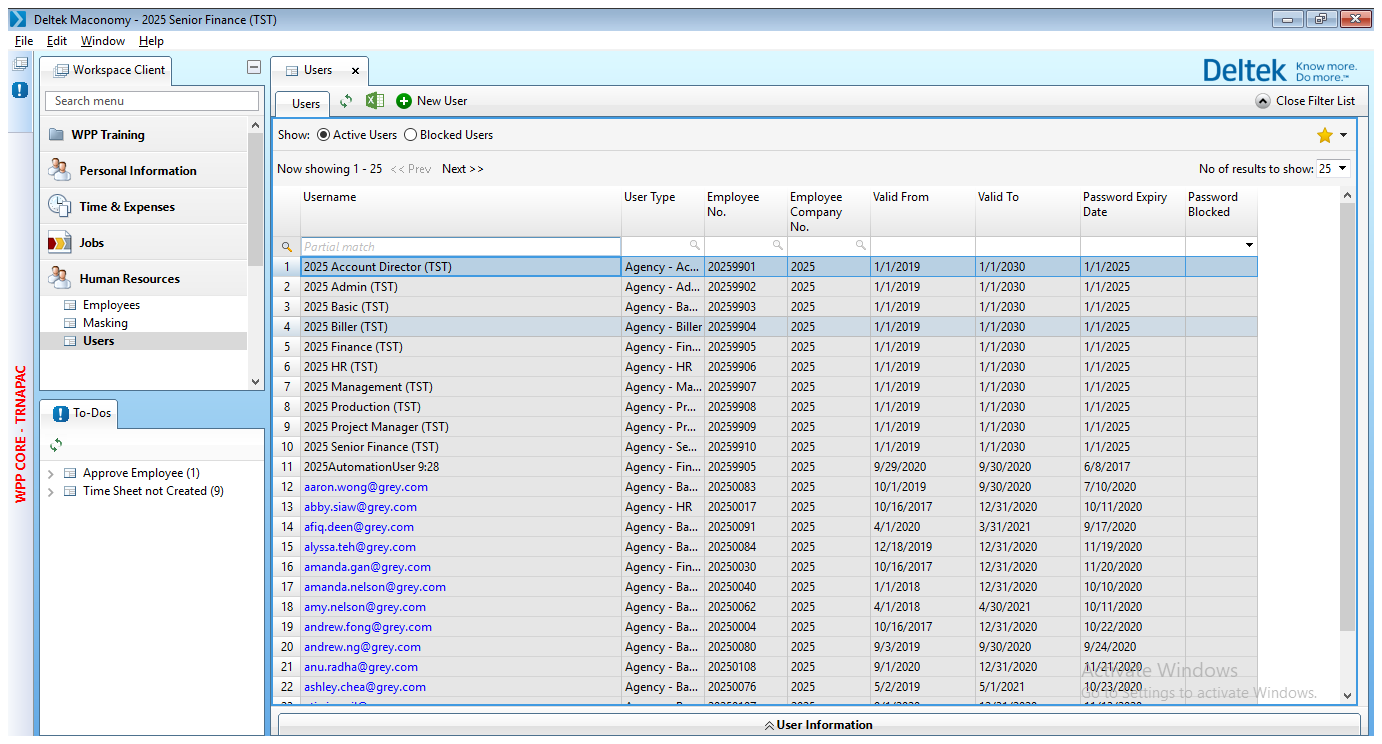 Deltek Maconomy - 2025 Senior Finance (TST)
File Edit Window Help
Workspace Client
Search menu
WPP Training
Personal Information
Time & Expenses
Jobs
Human Resources
Employees
Masking
Users
To-Dos
Approve Employee (1)
Time Sheet not Created (9)
WPP CORE - TRNAPAC
Users
Deltek Know more. Do more.™
Users New User Close Filter List
Show: Active Users Blocked Users
Now showing 1 - 25 << Prev Next >> No of results to show: 25
Username User Type Employee No. Employee Company No. Valid From Valid To Password Expiry Date Password Blocked
Partial match
1 2025 Account Director (TST) Agency - Ac... 20259901 2025 1/1/2019 1/1/2030 1/1/2025
2 2025 Admin (TST) Agency - Ad... 20259902 2025 1/1/2019 1/1/2030 1/1/2025
3 2025 Basic (TST) Agency - Ba... 20259903 2025 1/1/2019 1/1/2030 1/1/2025
4 2025 Biller (TST) Agency - Biller 20259904 2025 1/1/2019 1/1/2030 1/1/2025
5 2025 Finance (TST) Agency - Fin... 20259905 2025 1/1/2019 1/1/2030 1/1/2025
6 2025 HR (TST) Agency - HR 20259906 2025 1/1/2019 1/1/2030 1/1/2025
7 2025 Management (TST) Agency - Ma... 20259907 2025 1/1/2019 1/1/2030 1/1/2025
8 2025 Production (TST) Agency - Pr... 20259908 2025 1/1/2019 1/1/2030 1/1/2025
9 2025 Project Manager (TST) Agency - Pr... 20259909 2025 1/1/2019 1/1/2030 1/1/2025
10 2025 Senior Finance (TST) Agency - Se... 20259910 2025 1/1/2019 1/1/2030 1/1/2025
11 2025AutomationUser 9:28 Agency - Fin... 20259905 2025 9/29/2020 9/30/2020 6/8/2017
12 aaron.wong@grey.com Agency - Ba... 20250083 2025 10/1/2019 9/30/2020 7/10/2020
13 abby.siaw@grey.com Agency - HR 20250017 2025 10/16/2017 12/31/2020 10/11/2020
14 afiq.deen@grey.com Agency - Ba... 20250091 2025 4/1/2020 3/31/2021 9/17/2020
15 alyssa.teh@grey.com Agency - Ba... 20250084 2025 12/18/2019 12/31/2020 11/19/2020
16 amanda.gan@grey.com Agency - Fin... 20250030 2025 10/16/2017 12/31/2020 11/20/2020
17 amanda.nelson@grey.com Agency - Ba... 20250040 2025 1/1/2018 12/31/2020 10/10/2020
18 amy.nelson@grey.com Agency - Ba... 20250062 2025 4/1/2018 4/30/2021 10/11/2020
19 andrew.fong@grey.com Agency - Ba... 20250004 2025 10/16/2017 12/31/2020 10/22/2020
20 andrew.ng@grey.com Agency - Ba... 20250080 2025 9/3/2019 9/30/2020 9/24/2020
21 anu.radha@grey.com Agency - Ba... 20250108 2025 9/1/2020 12/31/2020 11/21/2020
22 ashley.chea@grey.com Agency - Ba... 20250076 2025 5/2/2019 5/1/2021 10/23/2020
Activate Windows
Go to Settings to activate Windows.
User Information